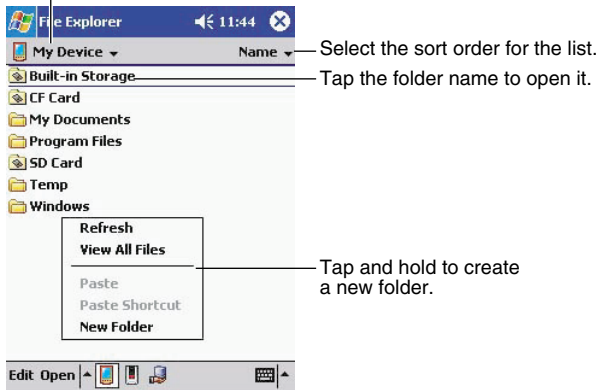 File Explorer 11:44
My Device Name
Select the sort order for the list.
Built-in Storage
Tap the folder name to open it.
CF Card
My Documents
Program Files
SD Card
Temp
Windows
Refresh
View All Files
Paste
Paste Shortcut
New Folder
Tap and hold to create
a new folder.
Edit Open